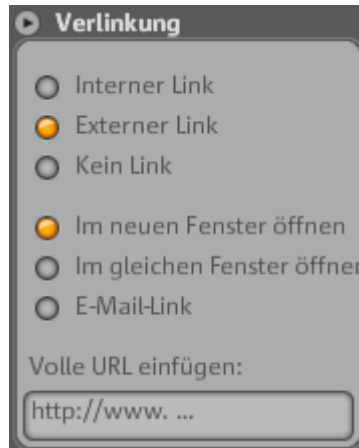 Verlinkung
Interner Link
Externer Link
Kein Link
Im neuen Fenster öffnen
Im gleichen Fenster öffner
E-Mail-Link
Volle URL einfügen:
http://www. ...